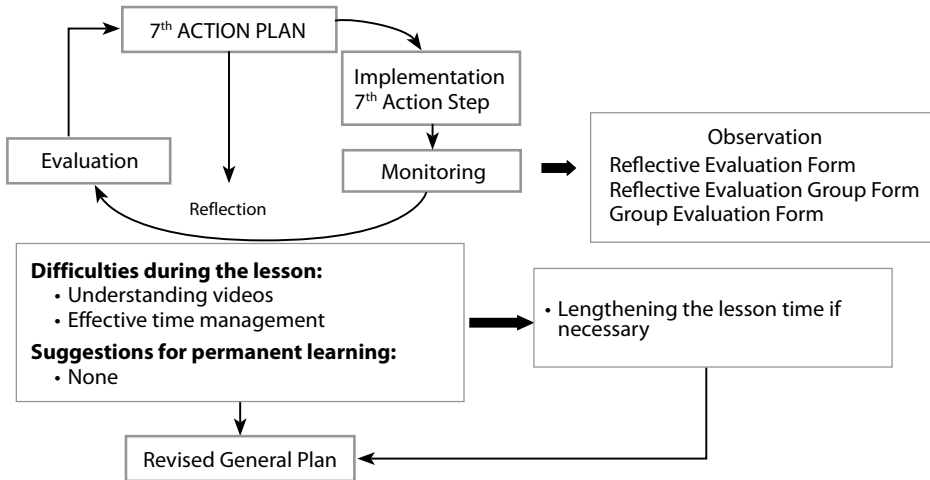 7th ACTION PLAN
Implementation
7th Action Step
Evaluation
Monitoring
Reflection
Observation
Reflective Evaluation Form
Reflective Evaluation Group Form
Group Evaluation Form
Difficulties during the lesson:
• Understanding videos
• Effective time management
Suggestions for permanent learning:
• None
• Lengthening the lesson time if
necessary
Revised General Plan